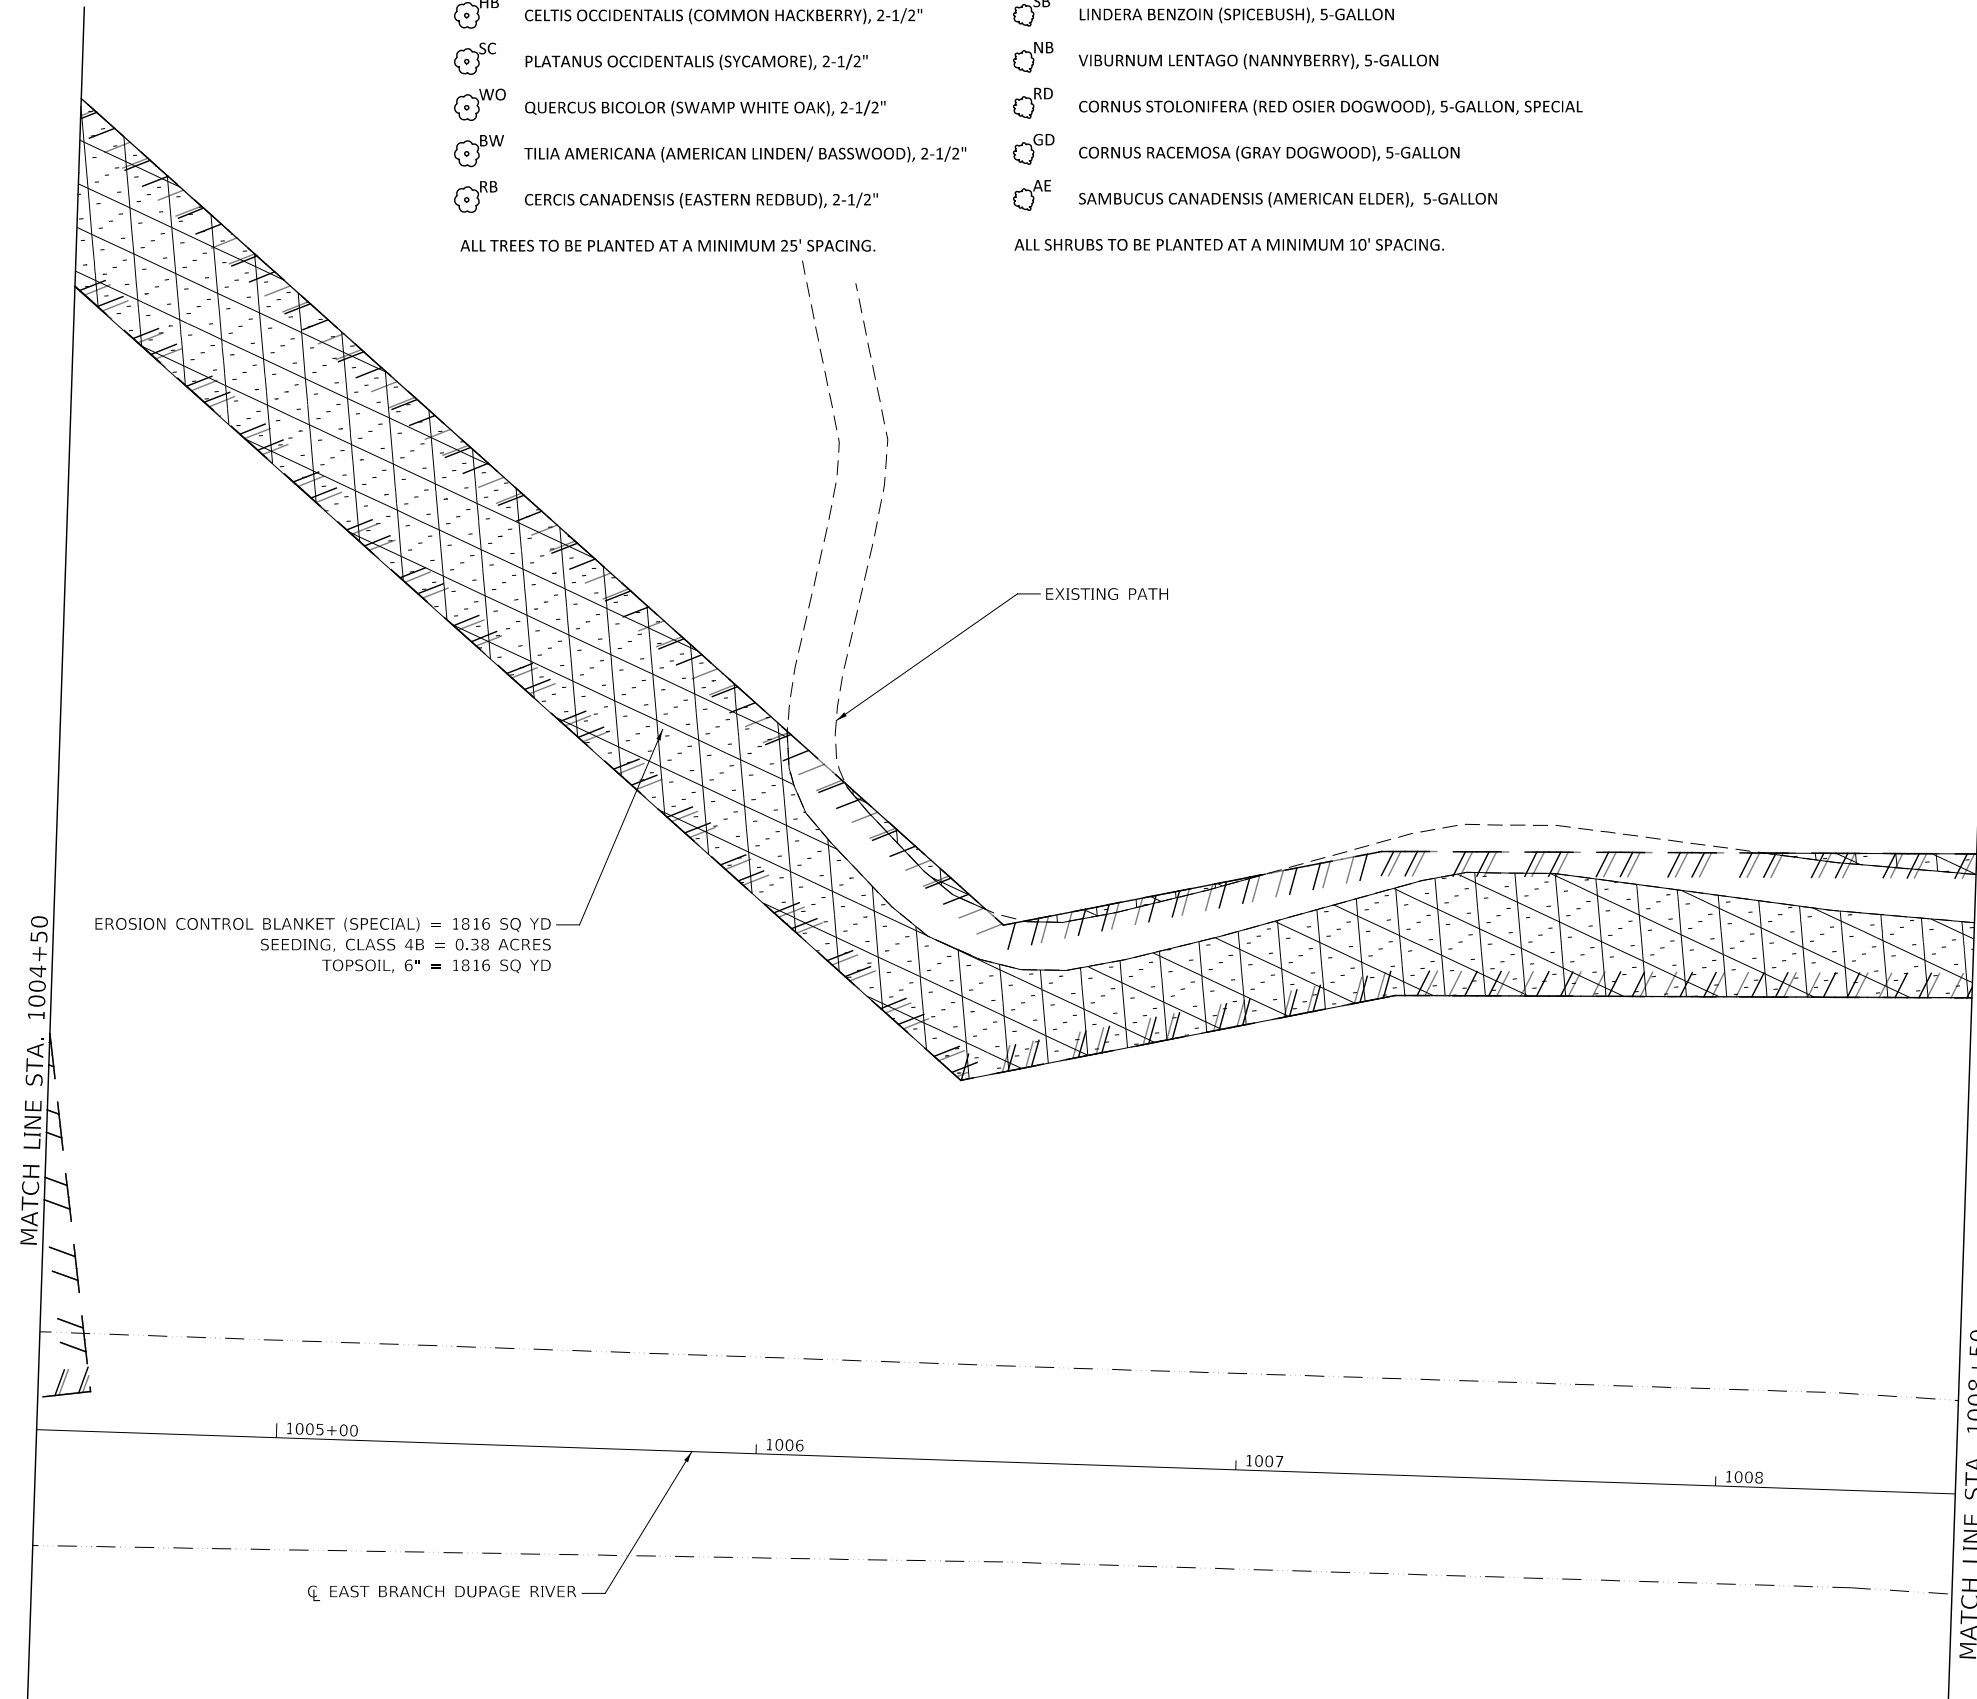 HB CELTIS OCCIDENTALIS (COMMON HACKBERRY), 2-1/2"
SC PLATANUS OCCIDENTALIS (SYCAMORE), 2-1/2"
WO QUERCUS BICOLOR (SWAMP WHITE OAK), 2-1/2"
BW TILIA AMERICANA (AMERICAN LINDEN/ BASSWOOD), 2-1/2"
RB CERCIS CANADENSIS (EASTERN REDBUD), 2-1/2"
ALL TREES TO BE PLANTED AT A MINIMUM 25' SPACING.
SB LINDERA BENZOIN (SPICEBUSH), 5-GALLON
NB VIBURNUM LENTAGO (NANNYBERRY), 5-GALLON
RD CORNUS STOLONIFERA (RED OSIER DOGWOOD), 5-GALLON, SPECIAL
GD CORNUS RACEMOSA (GRAY DOGWOOD), 5-GALLON
AE SAMBUCUS CANADENSIS (AMERICAN ELDER), 5-GALLON
ALL SHRUBS TO BE PLANTED AT A MINIMUM 10' SPACING.
EXISTING PATH
EROSION CONTROL BLANKET (SPECIAL) = 1816 SQ YD
SEEDING, CLASS 4B = 0.38 ACRES
TOPSOIL, 6" = 1816 SQ YD
MATCH LINE STA. 1004+50
1005+00
1006
1007
1008
℄ EAST BRANCH DUPAGE RIVER
MATCH LINE STA. 1008+50